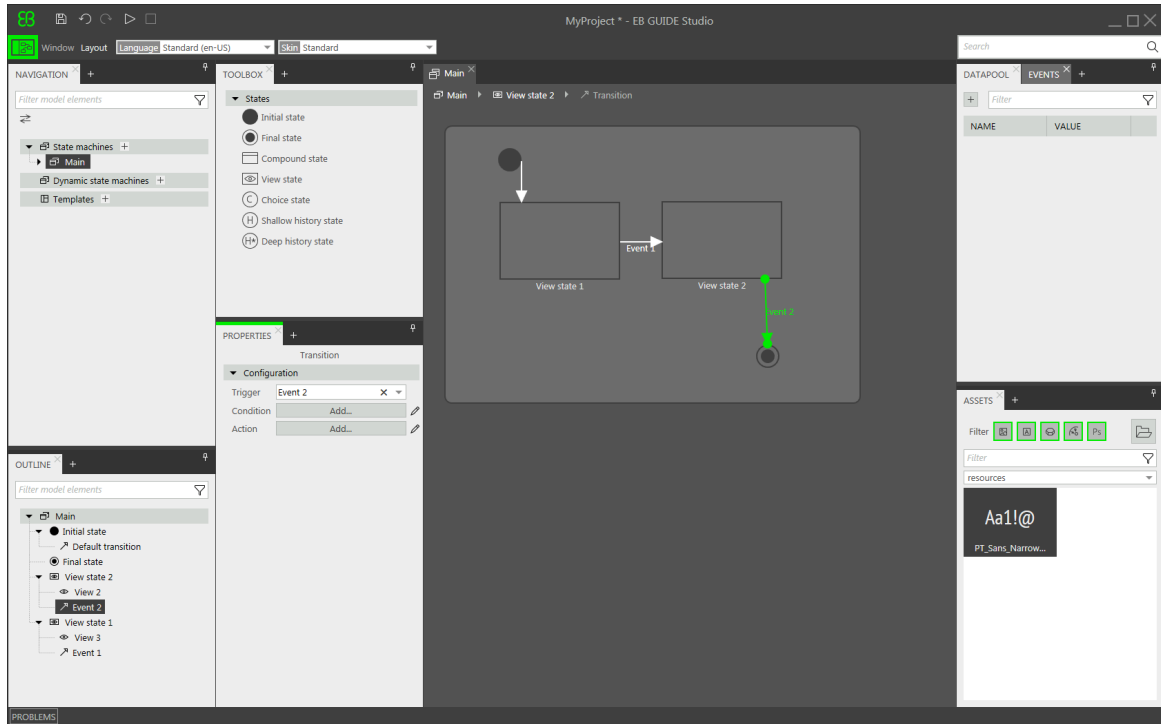 MyProject * - EB GUIDE Studio
Window Layout Language Standard (en-US) Skin Standard
Search
NAVIGATION
Filter model elements
State machines
Main
Dynamic state machines
Templates
TOOLBOX
States
Initial state
Final state
Compound state
View state
C Choice state
H Shallow history state
H* Deep history state
PROPERTIES
Transition
Configuration
Trigger Event 2
Condition Add...
Action Add...
OUTLINE
Filter model elements
Main
Initial state
Default transition
Final state
View state 2
View 2
Event 2
View state 1
View 3
Event 1
Main
Main View state 2 Transition
Event 1
View state 1
View state 2
Event 2
DATAPOOL EVENTS
Filter
NAME VALUE
ASSETS
Filter A Ps
Filter
resources
Aa1!@
PT_Sans_Narrow...
PROBLEMS